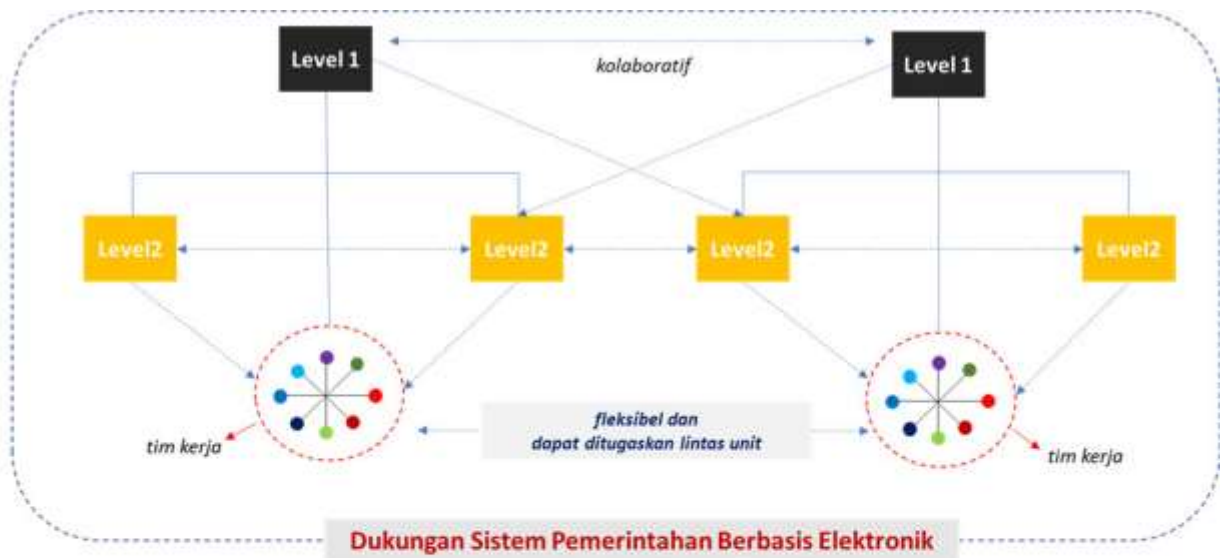 Level 1
Level 1
kolaboratif
Level2
Level2
Level2
Level2
fleksibel dan
dapat ditugaskan lintas unit
tim kerja
tim kerja
Dukungan Sistem Pemerintahan Berbasis Elektronik